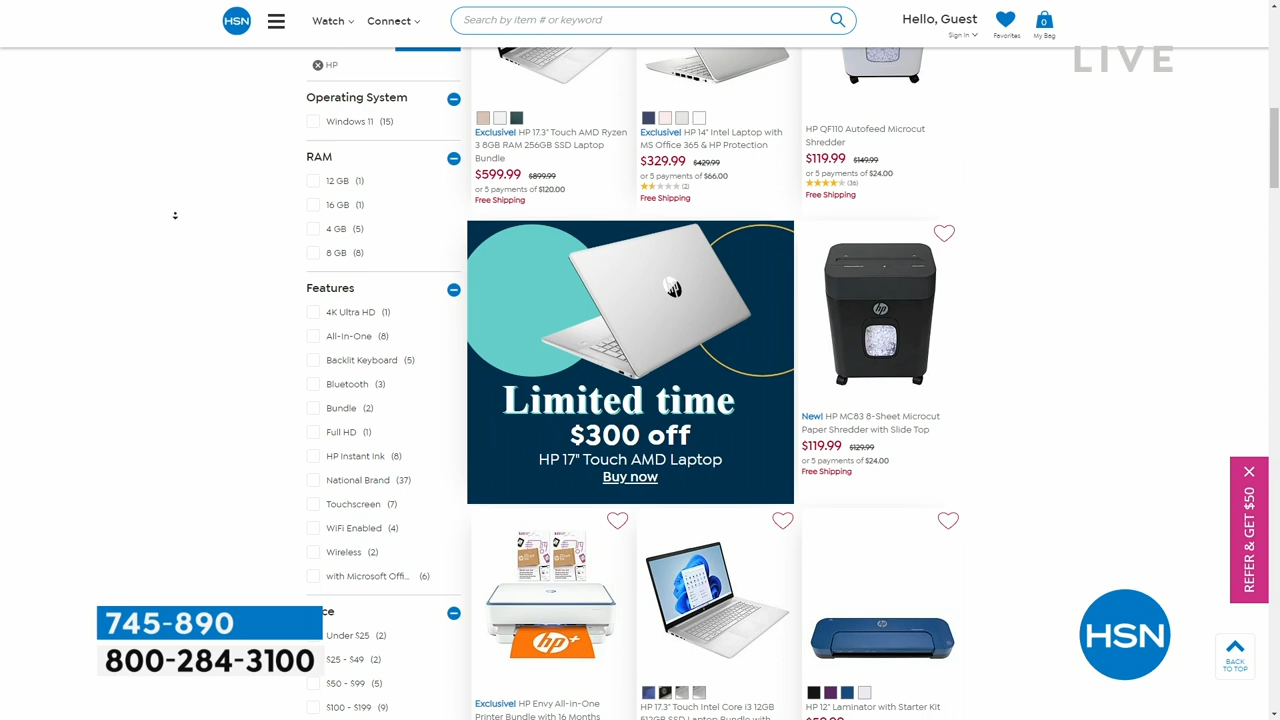 HSN
Watch
Connect
Search by item # or keyword
Hello, Guest
Sign In
Favorites
0
My Bag
LIVE
HP
Operating System
Windows 11 (15)
RAM
12 GB (1)
16 GB (1)
4 GB (5)
8 GB (8)
Features
4K Ultra HD (1)
All-In-One (8)
Backlit Keyboard (5)
Bluetooth (3)
Bundle (2)
Full HD (1)
HP Instant Ink (8)
National Brand (37)
Touchscreen (7)
WiFi Enabled (4)
Wireless (2)
with Microsoft Offi... (6)
ce
Under $25 (2)
$25 - $49 (2)
$50 - $99 (5)
$100 - $199 (9)
Exclusive! HP 17.3" Touch AMD Ryzen
3 8GB RAM 256GB SSD Laptop
Bundle
$599.99 $899.99
or 5 payments of $120.00
Free Shipping
Exclusive! HP 14" Intel Laptop with
MS Office 365 & HP Protection
$329.99 $429.99
or 5 payments of $66.00
(2)
Free Shipping
HP QF110 Autofeed Microcut
Shredder
$119.99 $149.99
or 5 payments of $24.00
(36)
Free Shipping
hp
Limited time
$300 off
HP 17" Touch AMD Laptop
Buy now
hp
New! HP MC83 8-Sheet Microcut
Paper Shredder with Slide Top
$119.99 $129.99
or 5 payments of $24.00
Free Shipping
hp+
Exclusive! HP Envy All-in-One
Printer Bundle with 16 Months
HP 17.3" Touch Intel Core i3 12GB
512GB SSD Laptop Bundle with
HP 12" Laminator with Starter Kit
REFER & GET $50
745-890
800-284-3100
HSN
BACK
TO TOP